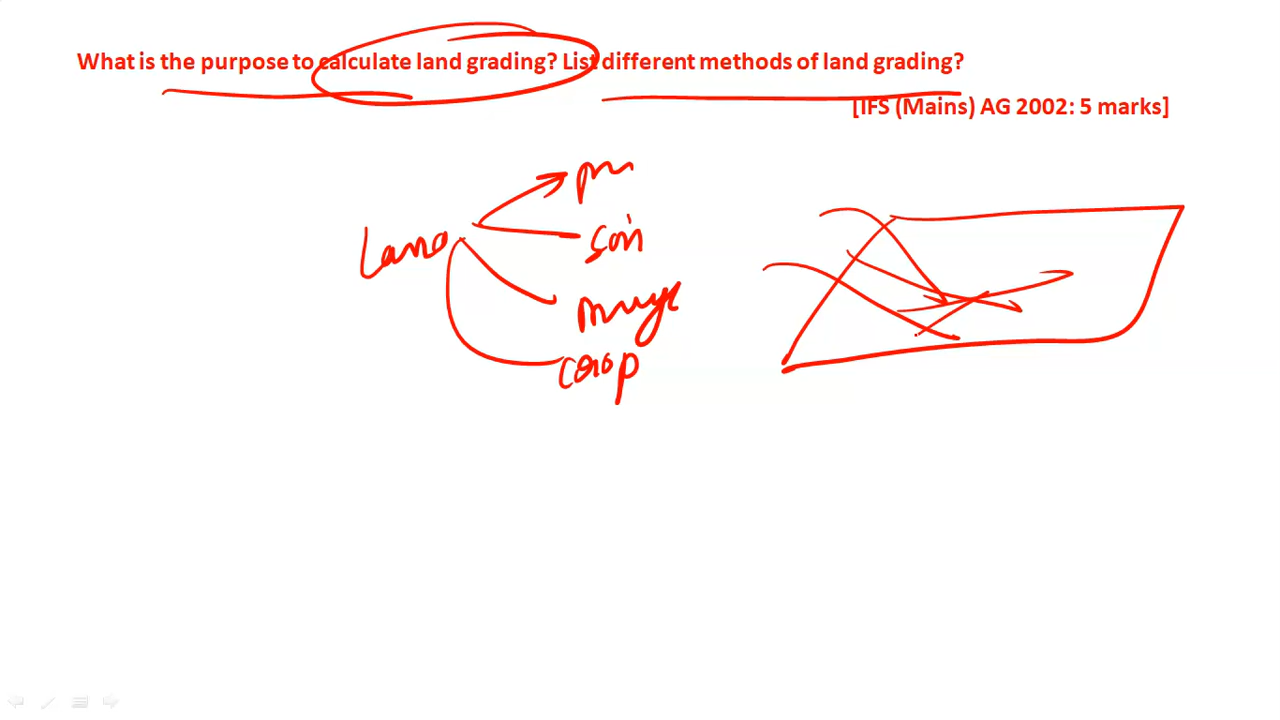 What is the purpose to calculate land grading? List different methods of land grading?
[IFS (Mains) AG 2002: 5 marks]
Land
soil
crop